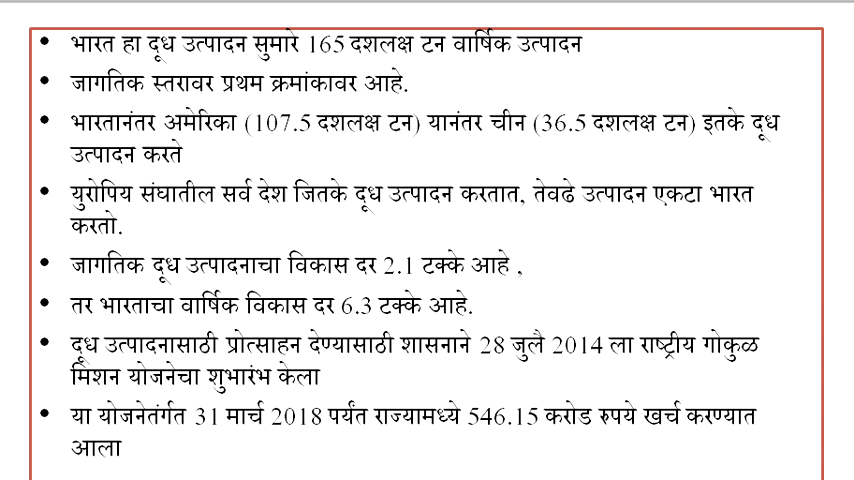 • भारत हा दूध उत्पादन सुमारे 165 दशलक्ष टन वार्षिक उत्पादन
• जागतिक स्तरावर प्रथम क्रमांकावर आहे.
• भारतानंतर अमेरिका (107.5 दशलक्ष टन) यानंतर चीन (36.5 दशलक्ष टन) इतके दूध
उत्पादन करते
• युरोपिय संघातील सर्व देश जितके दूध उत्पादन करतात, तेवढे उत्पादन एकटा भारत
करतो.
• जागतिक दूध उत्पादनाचा विकास दर 2.1 टक्के आहे ,
• तर भारताचा वार्षिक विकास दर 6.3 टक्के आहे.
• दूध उत्पादनासाठी प्रोत्साहन देण्यासाठी शासनाने 28 जुलै 2014 ला राष्ट्रीय गोकुळ
मिशन योजनेचा शुभारंभ केला
• या योजनेतंर्गत 31 मार्च 2018 पर्यंत राज्यामध्ये 546.15 करोड रुपये खर्च करण्यात
आला